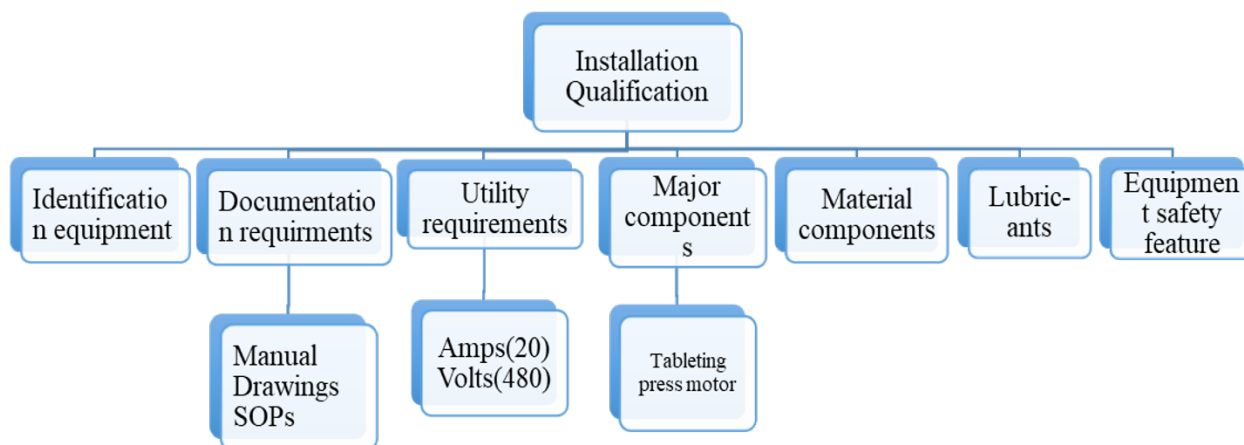 Installation
Qualification
Identificatio
n equipment
Documentatio
n requirments
Utility
requirements
Major
component
s
Material
components
Lubric-
ants
Equipmen
t safety
feature
Manual
Drawings
SOPs
Amps(20)
Volts(480)
Tableting
press motor